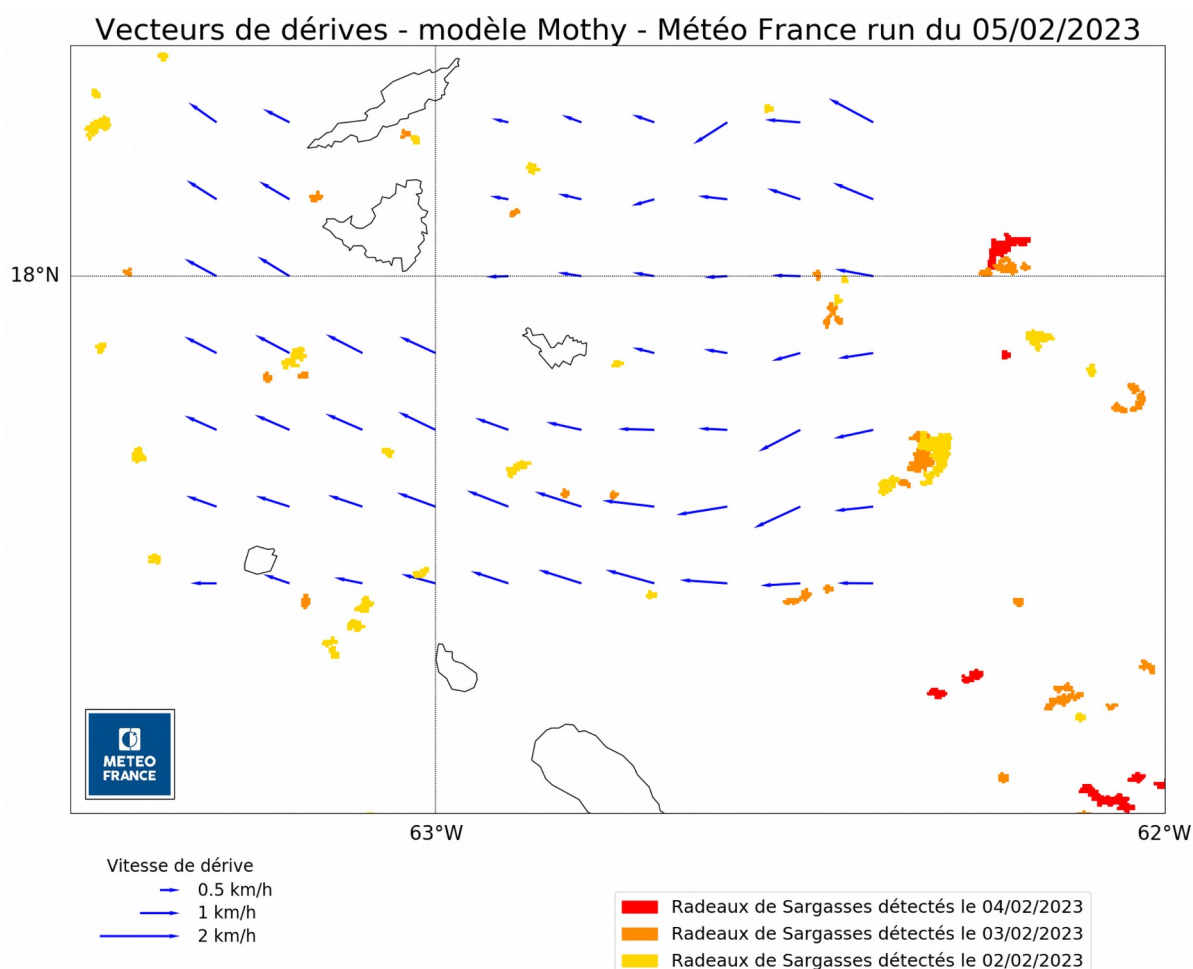 Vecteurs de dérives - modèle Mothy - Météo France run du 05/02/2023
18°N
METEO
FRANCE
63°W
62°W
Vitesse de dérive
0.5 km/h
1 km/h
2 km/h
Radeaux de Sargasses détectés le 04/02/2023
Radeaux de Sargasses détectés le 03/02/2023
Radeaux de Sargasses détectés le 02/02/2023